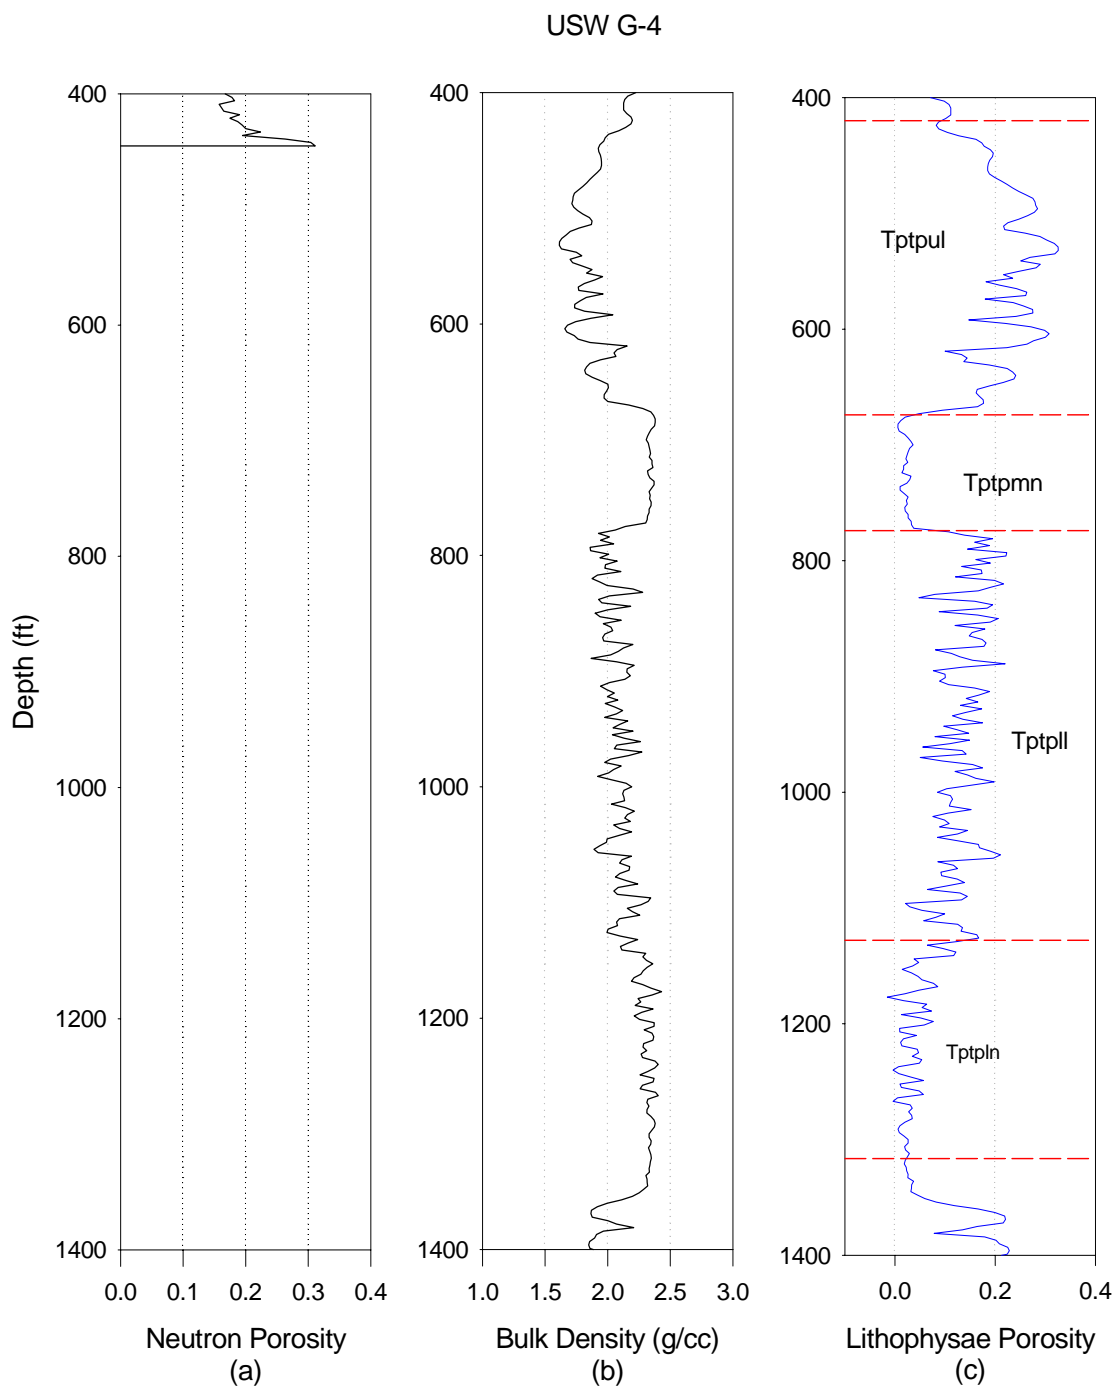 USW G-4
Depth (ft)
400
600
800
1000
1200
1400
0.0 0.1 0.2 0.3 0.4
Neutron Porosity
(a)
400
600
800
1000
1200
1400
1.0 1.5 2.0 2.5 3.0
Bulk Density (g/cc)
(b)
400
600
800
1000
1200
1400
Tptpul
Tptpmn
Tptpll
Tptpln
0.0 0.2 0.4
Lithophysae Porosity
(c)